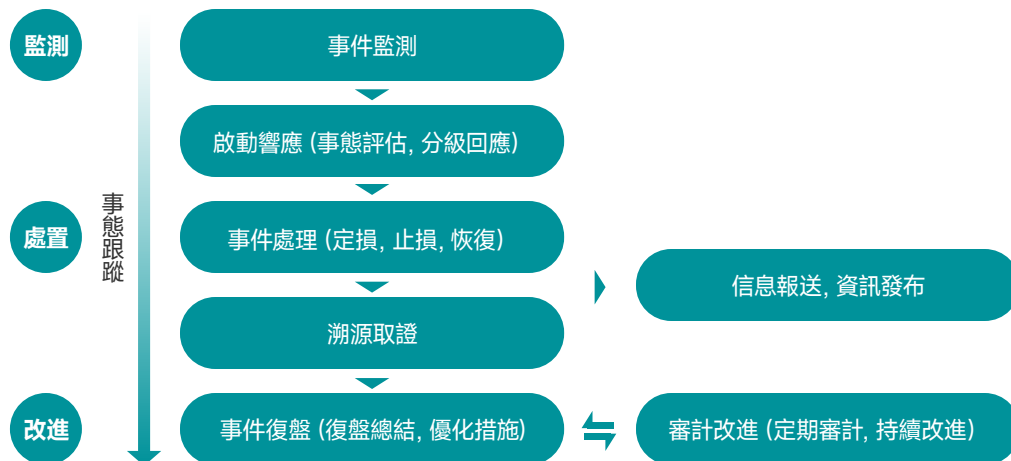 監測
事件監測
啟動響應 (事態評估, 分級回應)
事態跟蹤
處置
事件處理 (定損, 止損, 恢復)
信息報送, 資訊發布
溯源取證
改進
事件復盤 (復盤總結, 優化措施)
審計改進 (定期審計, 持續改進)